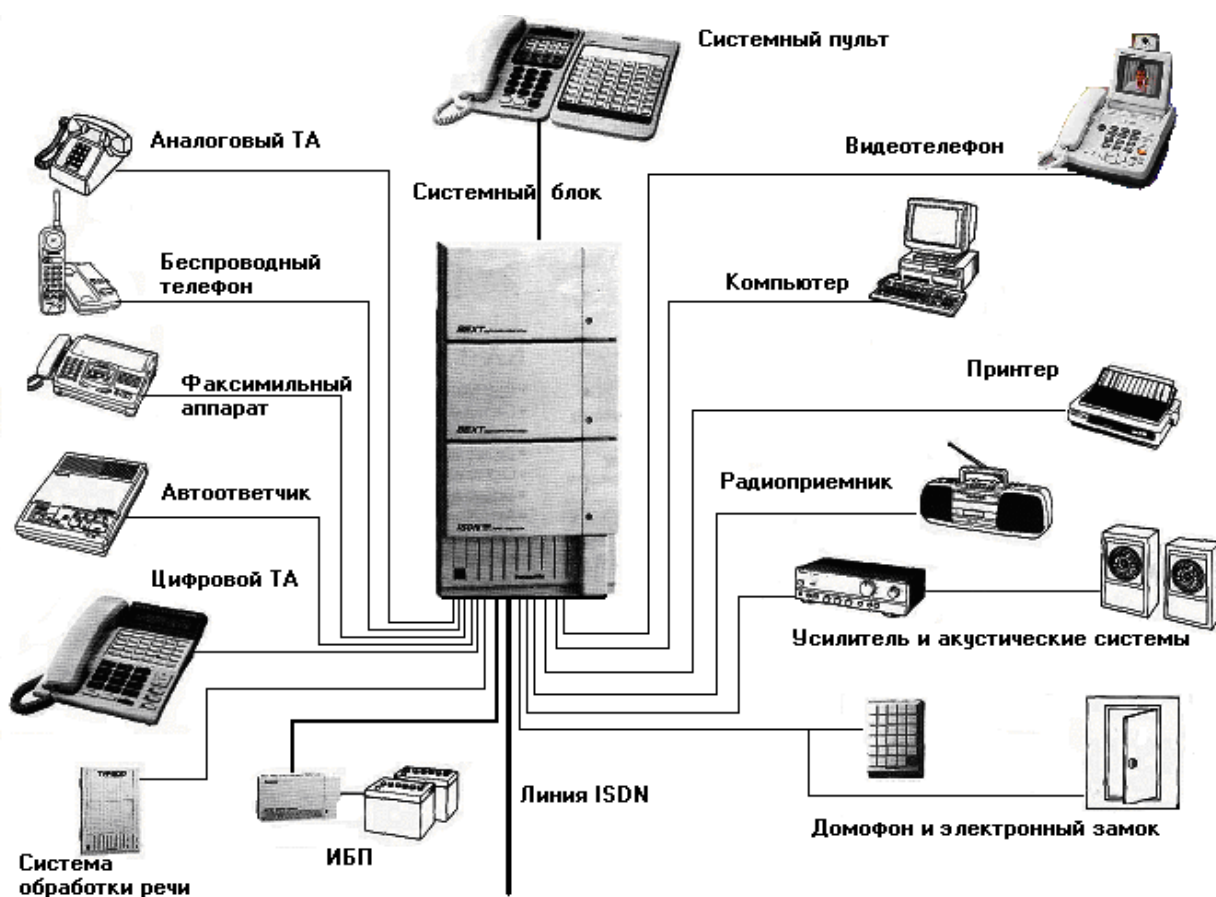 Системный пульт
Аналоговый ТА
Видеотелефон
Системный блок
Беспроводный
телефон
Компьютер
Факсимильный
аппарат
Принтер
Автоответчик
Радиоприемник
Цифровой ТА
Усилитель и акустические системы
Линия ISDN
Домофон и электронный замок
ИБП
Система
обработки речи